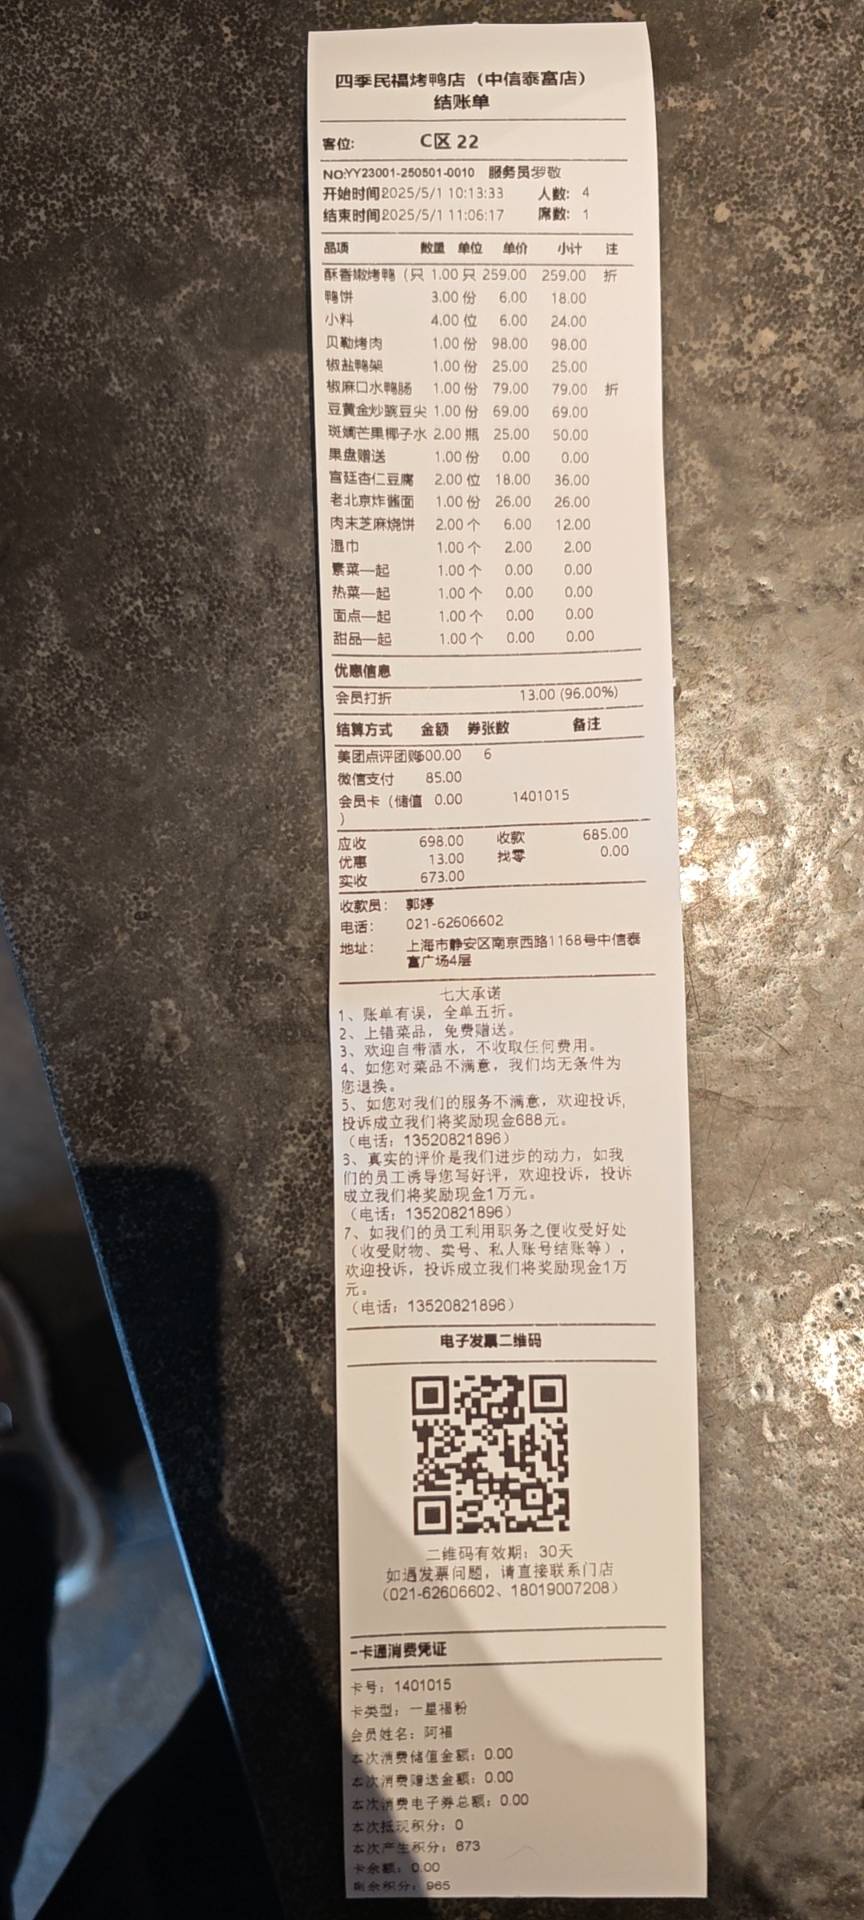 四季民福烤鸭店（中信泰富店）
结账单
客位: C区 22
NO:YY23001-250501-0010 服务员:罗敬
开始时间2025/5/1 10:13:33 人数: 4
结束时间2025/5/1 11:06:17 席数: 1
品项 数量 单位 单价 小计 注
酥香嫩烤鸭（只 1.00 只 259.00 259.00 折
鸭饼 3.00 份 6.00 18.00
小料 4.00 位 6.00 24.00
贝勒烤肉 1.00 份 98.00 98.00
椒盐鸭架 1.00 份 25.00 25.00
椒麻口水鸭肠 1.00 份 79.00 79.00 折
豆黄金炒豌豆尖 1.00 份 69.00 69.00
斑斓芒果椰子水 2.00 瓶 25.00 50.00
果盘赠送 1.00 份 0.00 0.00
宫廷杏仁豆腐 2.00 位 18.00 36.00
老北京炸酱面 1.00 份 26.00 26.00
肉末芝麻烧饼 2.00 个 6.00 12.00
湿巾 1.00 个 2.00 2.00
素菜一起 1.00 个 0.00 0.00
热菜一起 1.00 个 0.00 0.00
面点一起 1.00 个 0.00 0.00
甜品一起 1.00 个 0.00 0.00
优惠信息
会员打折 13.00 (96.00%)
结算方式 金额 券张数 备注
美团点评团购600.00 6
微信支付 85.00
会员卡（储值 0.00 1401015
）
应收 698.00 收款 685.00
优惠 13.00 找零 0.00
实收 673.00
收款员: 郭婷
电话: 021-62606602
地址: 上海市静安区南京西路1168号中信泰
富广场4层
七大承诺
1、账单有误，全单五折。
2、上错菜品，免费赠送。
3、欢迎自带酒水，不收取任何费用。
4、如您对菜品不满意，我们均无条件为
您退换。
5、如您对我们的服务不满意，欢迎投诉,
投诉成立我们将奖励现金688元。
（电话：13520821896）
6、真实的评价是我们进步的动力，如我
们的员工诱导您写好评，欢迎投诉，投诉
成立我们将奖励现金1万元。
（电话：13520821896）
7、如我们的员工利用职务之便收受好处
（收受财物、卖号、私人账号结账等），
欢迎投诉，投诉成立我们将奖励现金1万
元。
（电话：13520821896）
电子发票二维码
二维码有效期：30天
如遇发票问题，请直接联系门店
（021-62606602、18019007208）
一卡通消费凭证
卡号：1401015
卡类型：一星福粉
会员姓名：阿福
本次消费储值金额：0.00
本次消费赠送金额：0.00
本次消费电子券总额：0.00
本次抵现积分：0
本次产生积分：673
卡余额：0.00
剩余积分：965